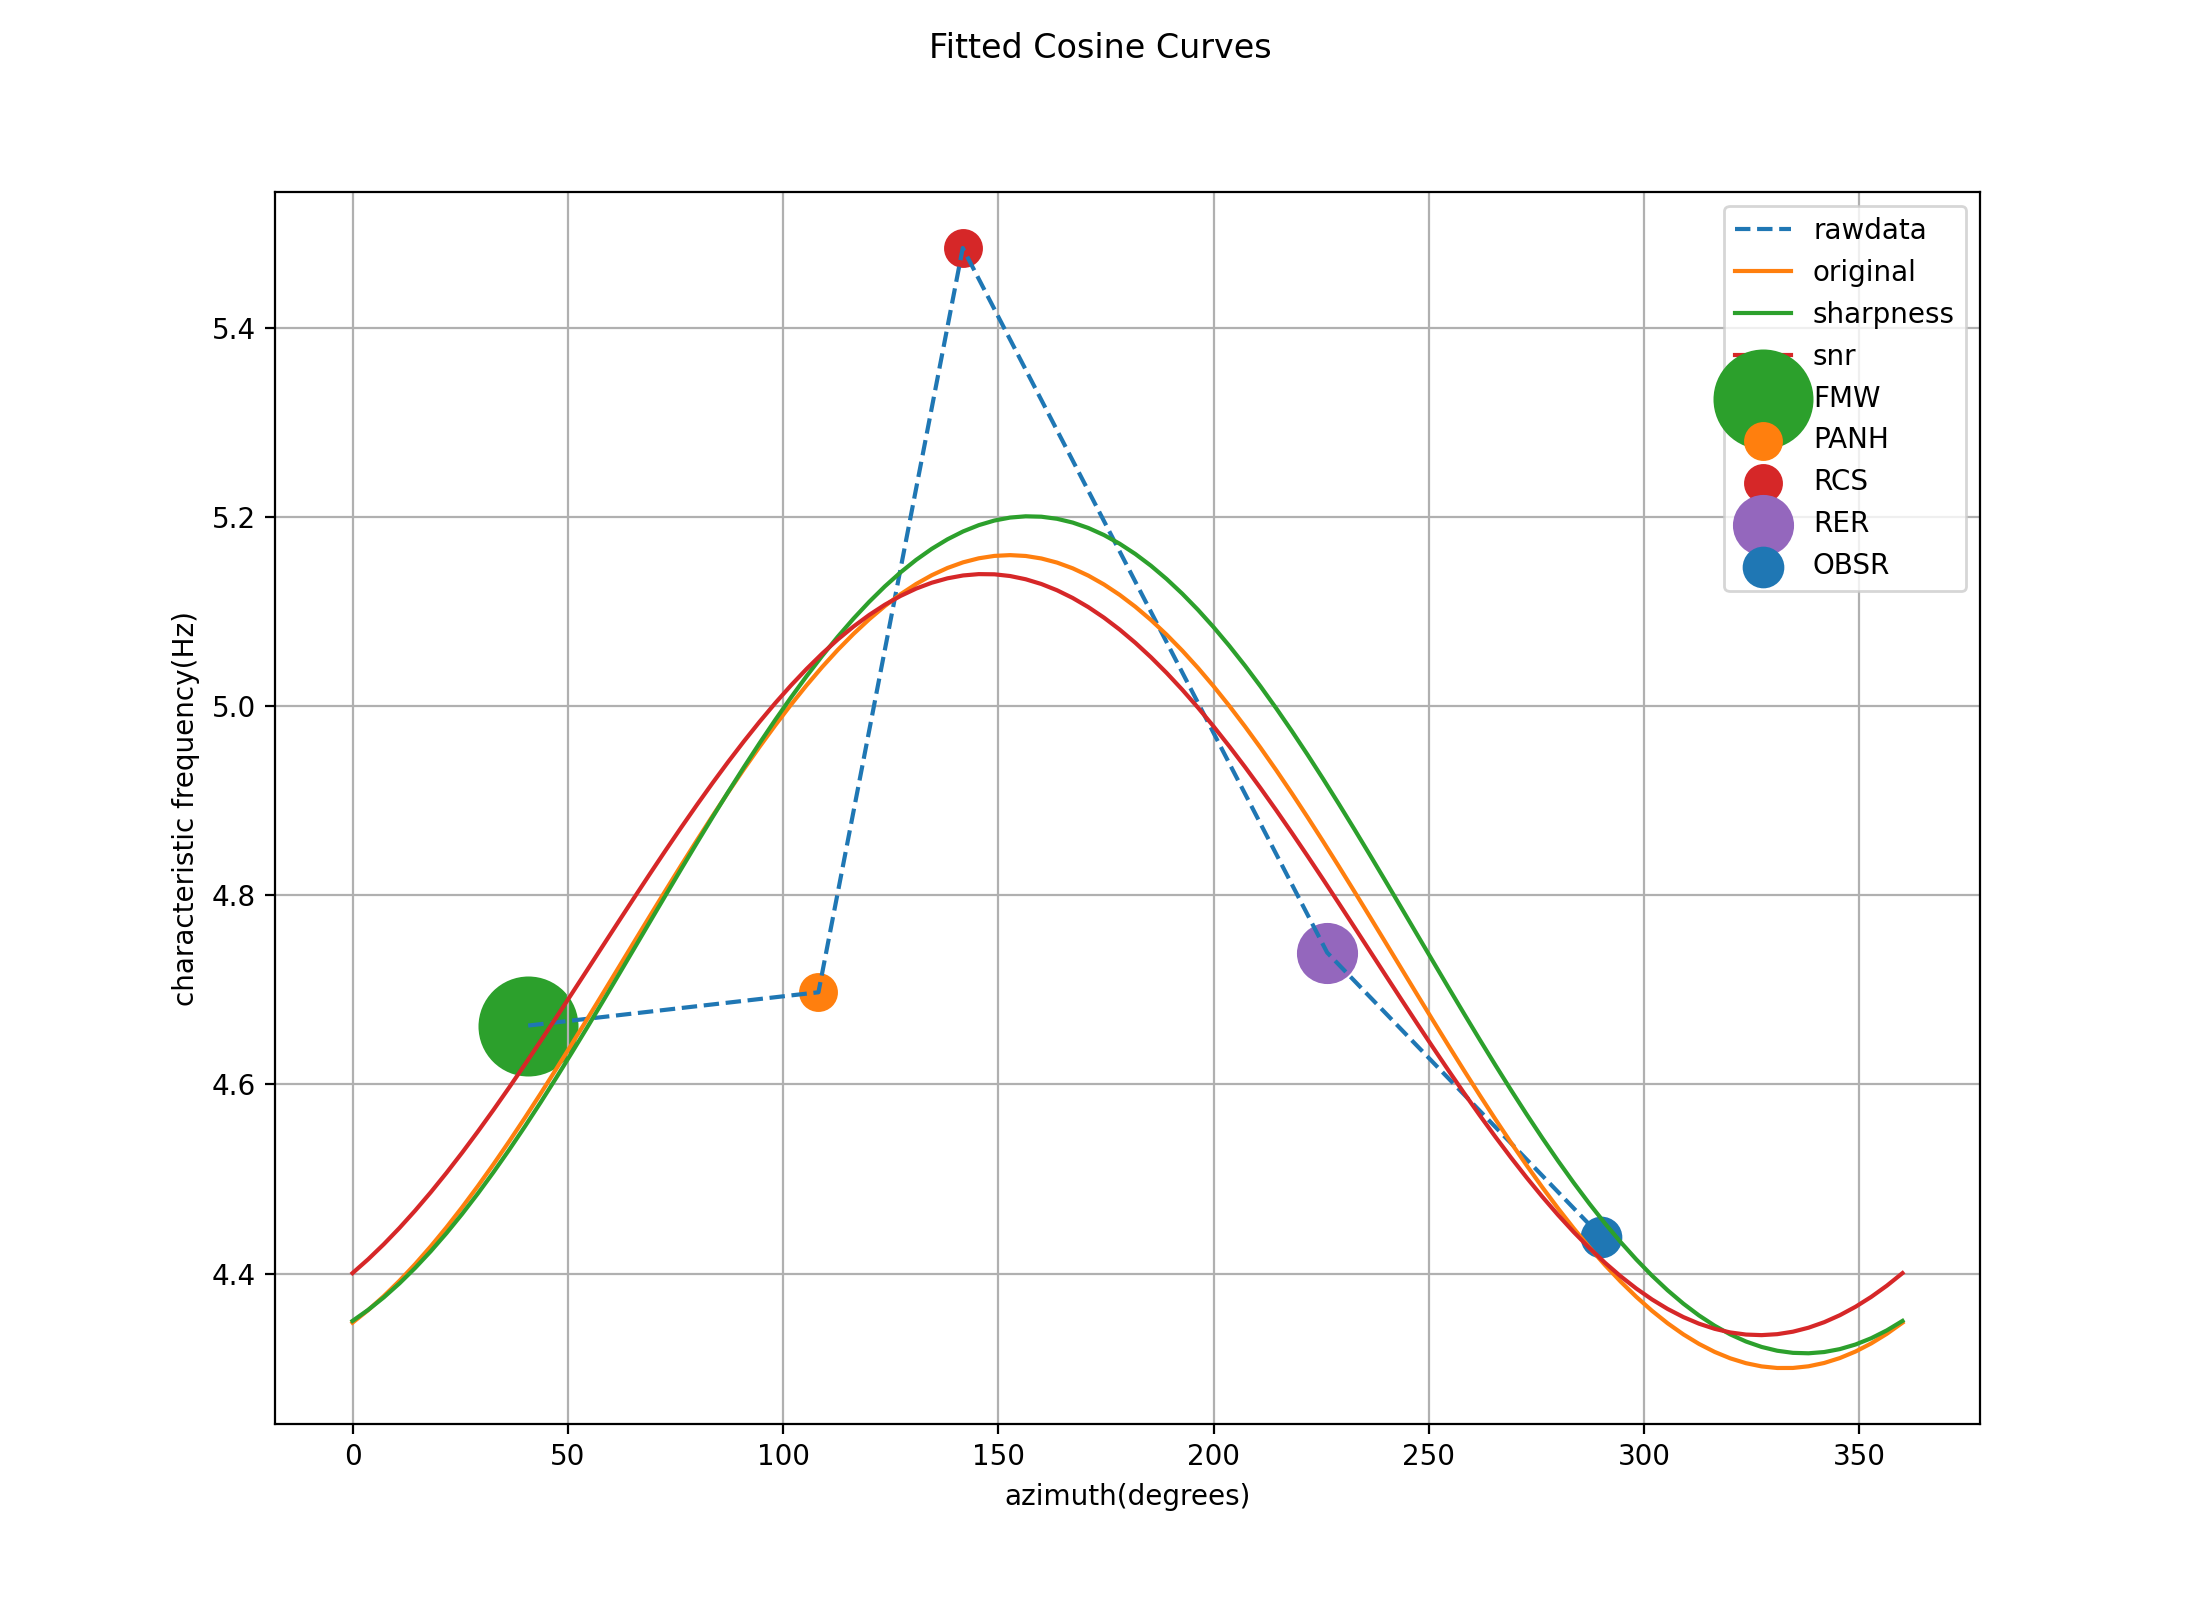 Fitted Cosine Curves
rawdata
original
sharpness
snr
FMW
PANH
RCS
RER
OBSR
characteristic frequency(Hz)
5.4
5.2
5.0
4.8
4.6
4.4
0 50 100 150 200 250 300 350
azimuth(degrees)